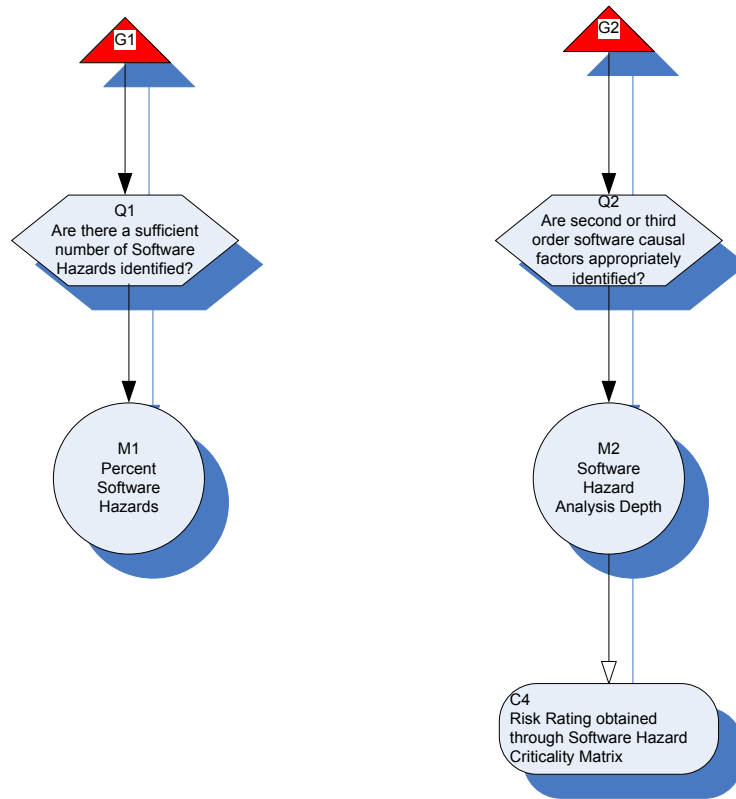 G1
Q1
Are there a sufficient
number of Software
Hazards identified?
M1
Percent
Software
Hazards
G2
Q2
Are second or third
order software causal
factors appropriately
identified?
M2
Software
Hazard
Analysis Depth
C4
Risk Rating obtained
through Software Hazard
Criticality Matrix